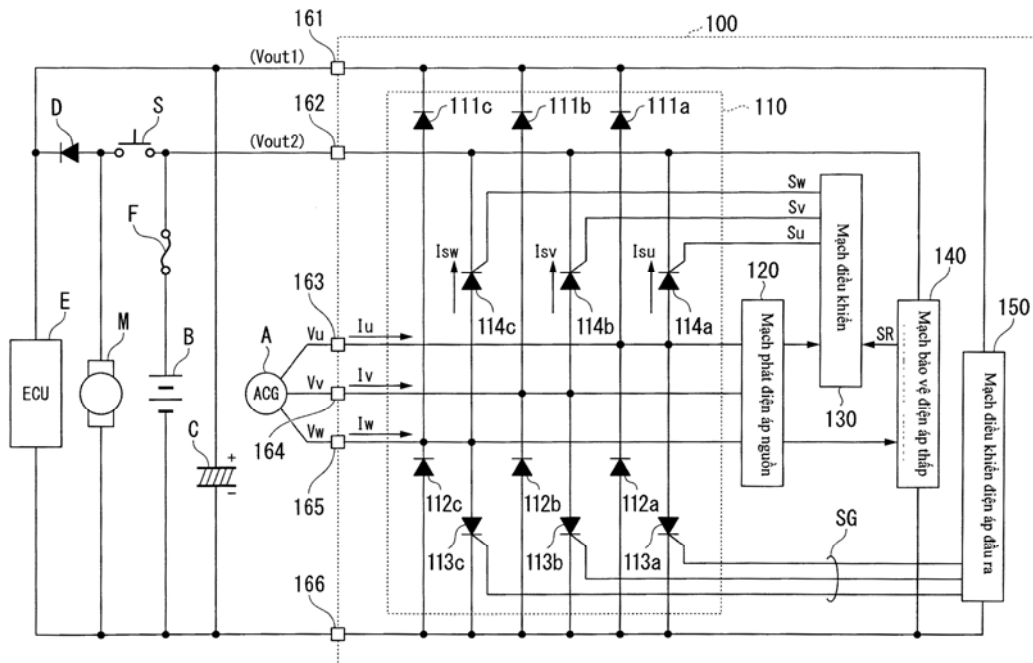 100
161
(Vout1)
111c
111b
111a
110
D
S
162
(Vout2)
Sw
Sv
Su
Mạch điều khiển
F
Isw
Isv
Isu
163
120
140
150
E
M
B
A
Vu
Iu
114c
114b
114a
Mạch phát điện áp nguồn
SR
Mạch bảo vệ điện áp thấp
Mạch điều khiển điện áp đầu ra
ECU
ACG
Vv
Iv
130
C
+
-
Vw
Iw
164
165
112c
112b
112a
113c
113b
113a
SG
166